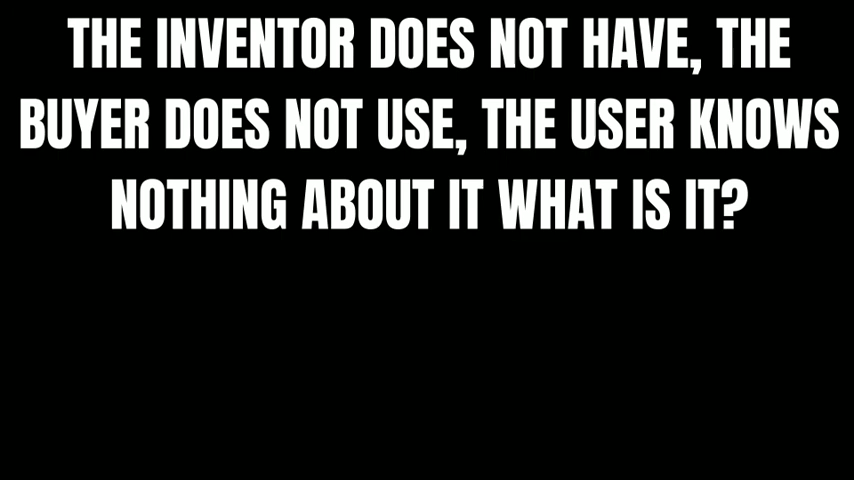 THE INVENTOR DOES NOT HAVE, THE
BUYER DOES NOT USE, THE USER KNOWS
NOTHING ABOUT IT WHAT IS IT?